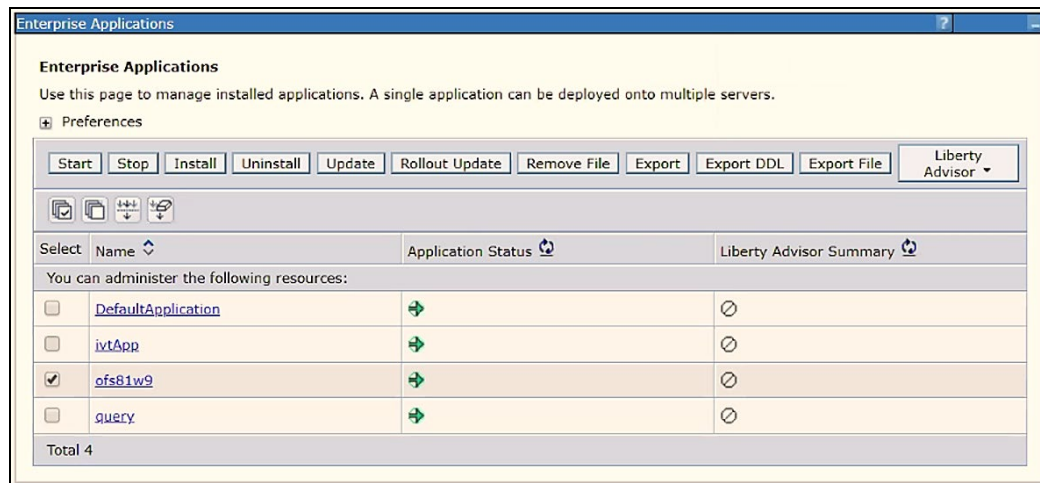 Enterprise Applications ? –
Enterprise Applications
Use this page to manage installed applications. A single application can be deployed onto multiple servers.
+ Preferences
Start Stop Install Uninstall Update Rollout Update Remove File Export Export DDL Export File Liberty Advisor
Select Name Application Status Liberty Advisor Summary
You can administer the following resources:
DefaultApplication
ivtApp
ofs81w9
query
Total 4